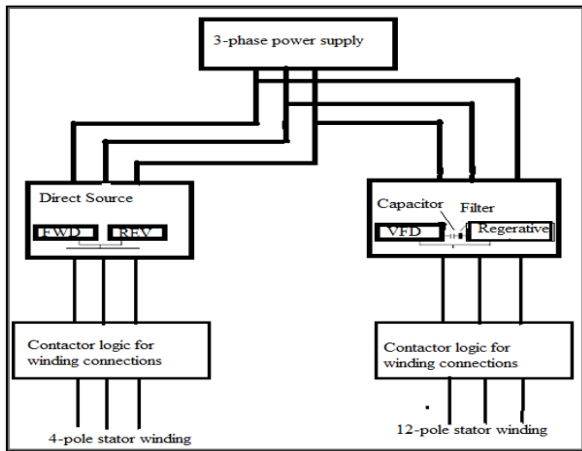 3-phase power supply
Direct Source
FWD
REV
Capacitor
Filter
VFD
Regerative
Contactor logic for
winding connections
Contactor logic for
winding connections
4-pole stator winding
12-pole stator winding